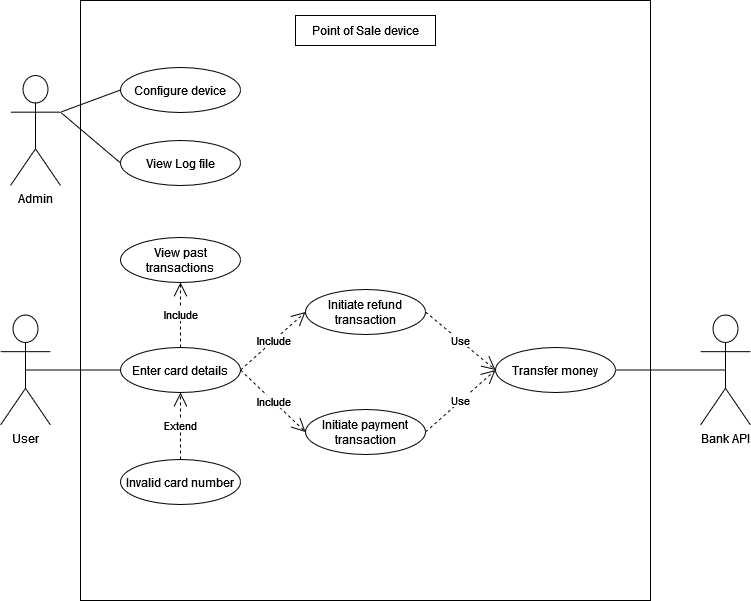 Point of Sale device
Configure device
View Log file
Admin
View past
transactions
Include
Initiate refund
transaction
Include
Use
Enter card details
Transfer money
User
Bank API
Include
Use
Extend
Initiate payment
transaction
Invalid card number